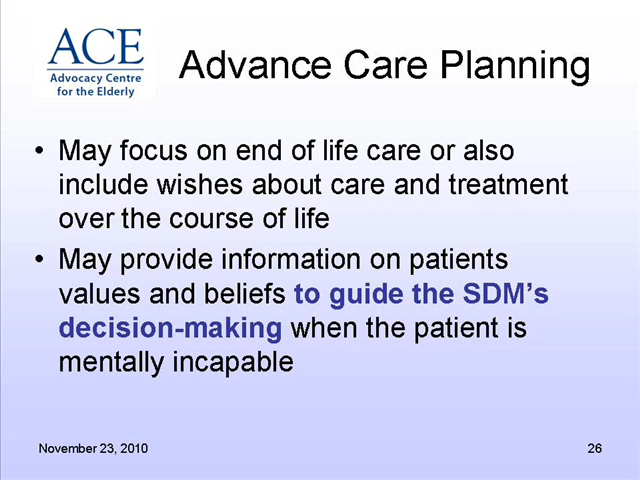 ACE
Advocacy Centre
for the Elderly
Advance Care Planning
• May focus on end of life care or also
include wishes about care and treatment
over the course of life
• May provide information on patients
values and beliefs to guide the SDM’s
decision-making when the patient is
mentally incapable
November 23, 2010
26